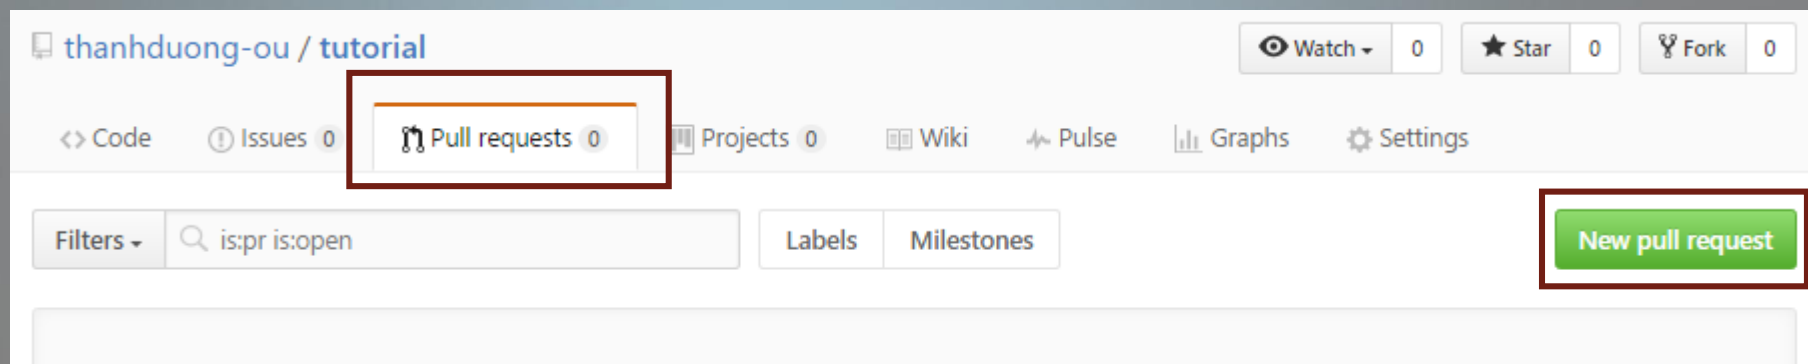 thanhduong-ou / tutorial Watch 0 Star 0 Fork 0
Code Issues 0 Pull requests 0 Projects 0 Wiki Pulse Graphs Settings
Filters is:pr is:open Labels Milestones New pull request